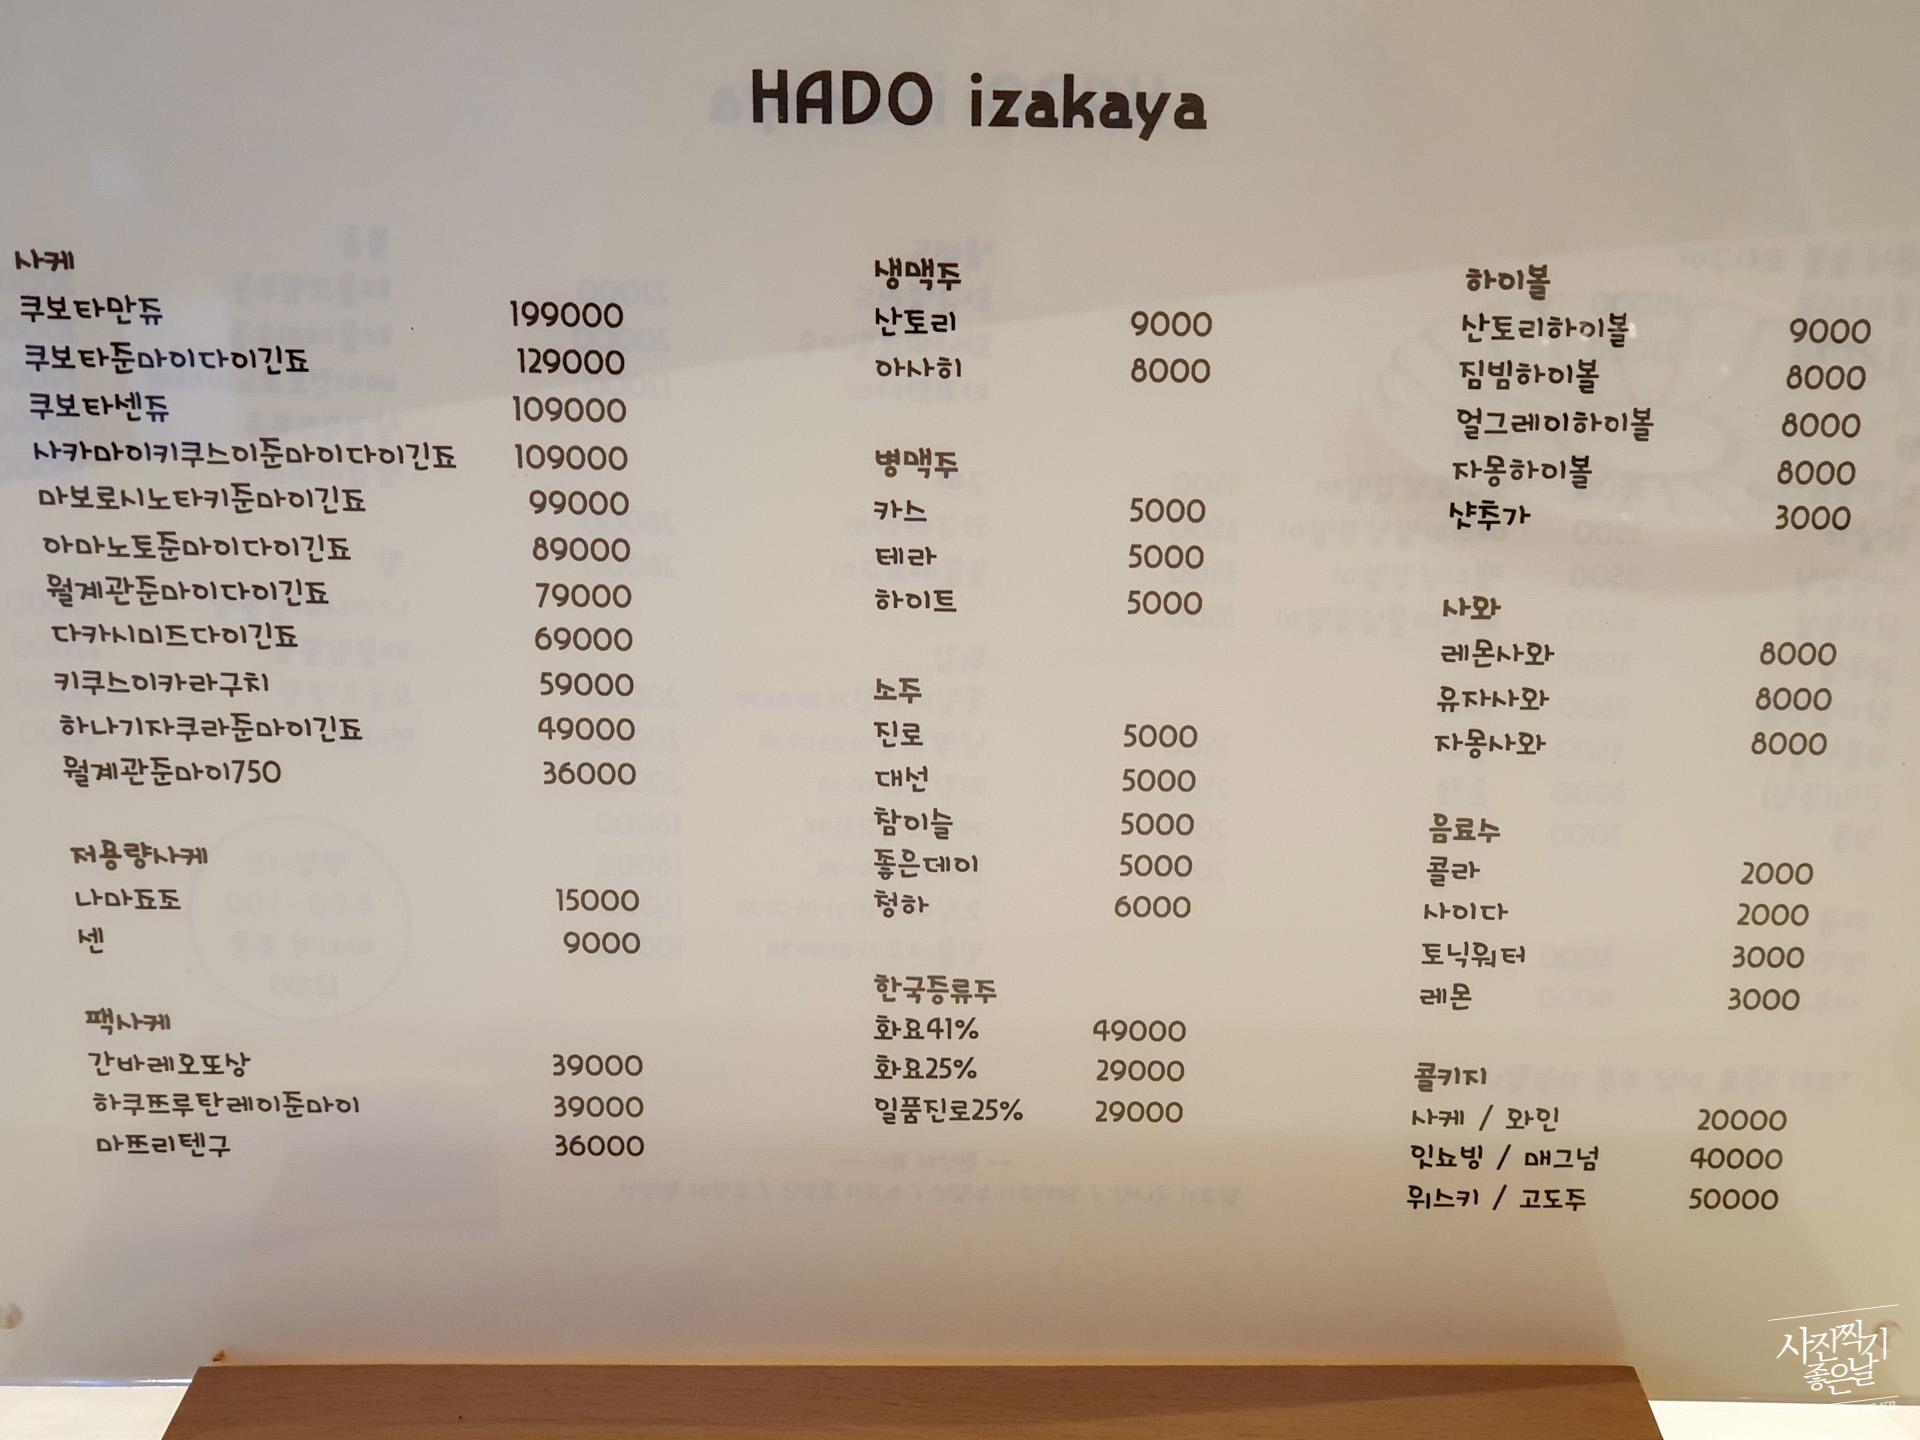 HADO izakaya
사케
쿠보타만쥬 199000
쿠보타준마이다이긴죠 129000
쿠보타센쥬 109000
사카마이키쿠스이준마이다이긴죠 109000
마보로시노타키준마이긴죠 99000
아마노토준마이다이긴죠 89000
월계관준마이다이긴죠 79000
다카시미즈다이긴죠 69000
키쿠스이카라구치 59000
하나기자쿠라준마이긴죠 49000
월계관준마이750 36000
저용량사케
나마죠조 15000
센 9000
팩사케
간바레오또상 39000
하쿠쯔루탄레이준마이 39000
마쯔리텐구 36000
생맥주
산토리 9000
아사히 8000
병맥주
카스 5000
테라 5000
하이트 5000
소주
진로 5000
대선 5000
참이슬 5000
좋은데이 5000
청하 6000
한국증류주
화요41% 49000
화요25% 29000
일품진로25% 29000
하이볼
산토리하이볼 9000
짐빔하이볼 8000
얼그레이하이볼 8000
자몽하이볼 8000
샷추가 3000
사와
레몬사와 8000
유자사와 8000
자몽사와 8000
음료수
콜라 2000
사이다 2000
토닉워터 3000
레몬 3000
콜키지
사케 / 와인 20000
잇쇼빙 / 매그넘 40000
위스키 / 고도주 50000
사진찍기
좋은날